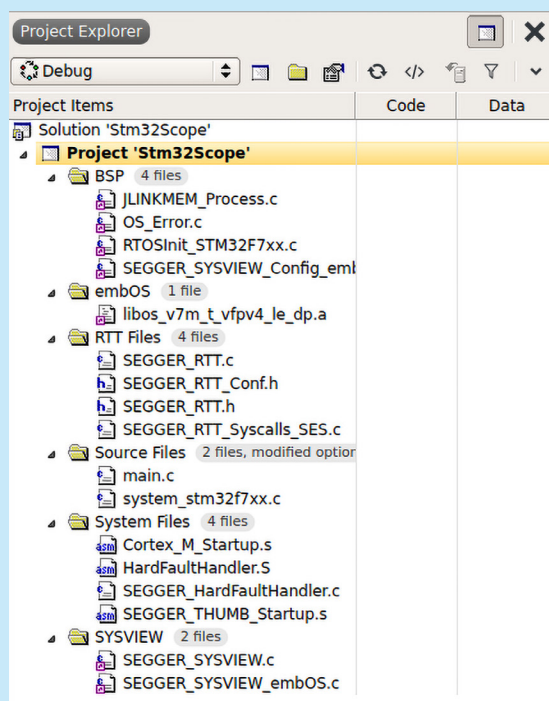 Project Explorer
Debug
Project Items Code Data
Solution 'Stm32Scope'
Project 'Stm32Scope'
BSP 4 files
JLINKMEM_Process.c
OS_Error.c
RTOSInit_STM32F7xx.c
SEGGER_SYSVIEW_Config_emb
embOS 1 file
libos_v7m_t_vfpv4_le_dp.a
RTT Files 4 files
SEGGER_RTT.c
SEGGER_RTT_Conf.h
SEGGER_RTT.h
SEGGER_RTT_Syscalls_SES.c
Source Files 2 files, modified option
main.c
system_stm32f7xx.c
System Files 4 files
Cortex_M_Startup.s
HardFaultHandler.S
SEGGER_HardFaultHandler.c
SEGGER_THUMB_Startup.s
SYSVIEW 2 files
SEGGER_SYSVIEW.c
SEGGER_SYSVIEW_embOS.c